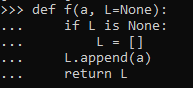 >>> def f(a, L=None):
...     if L is None:
...         L = []
...     L.append(a)
...     return L